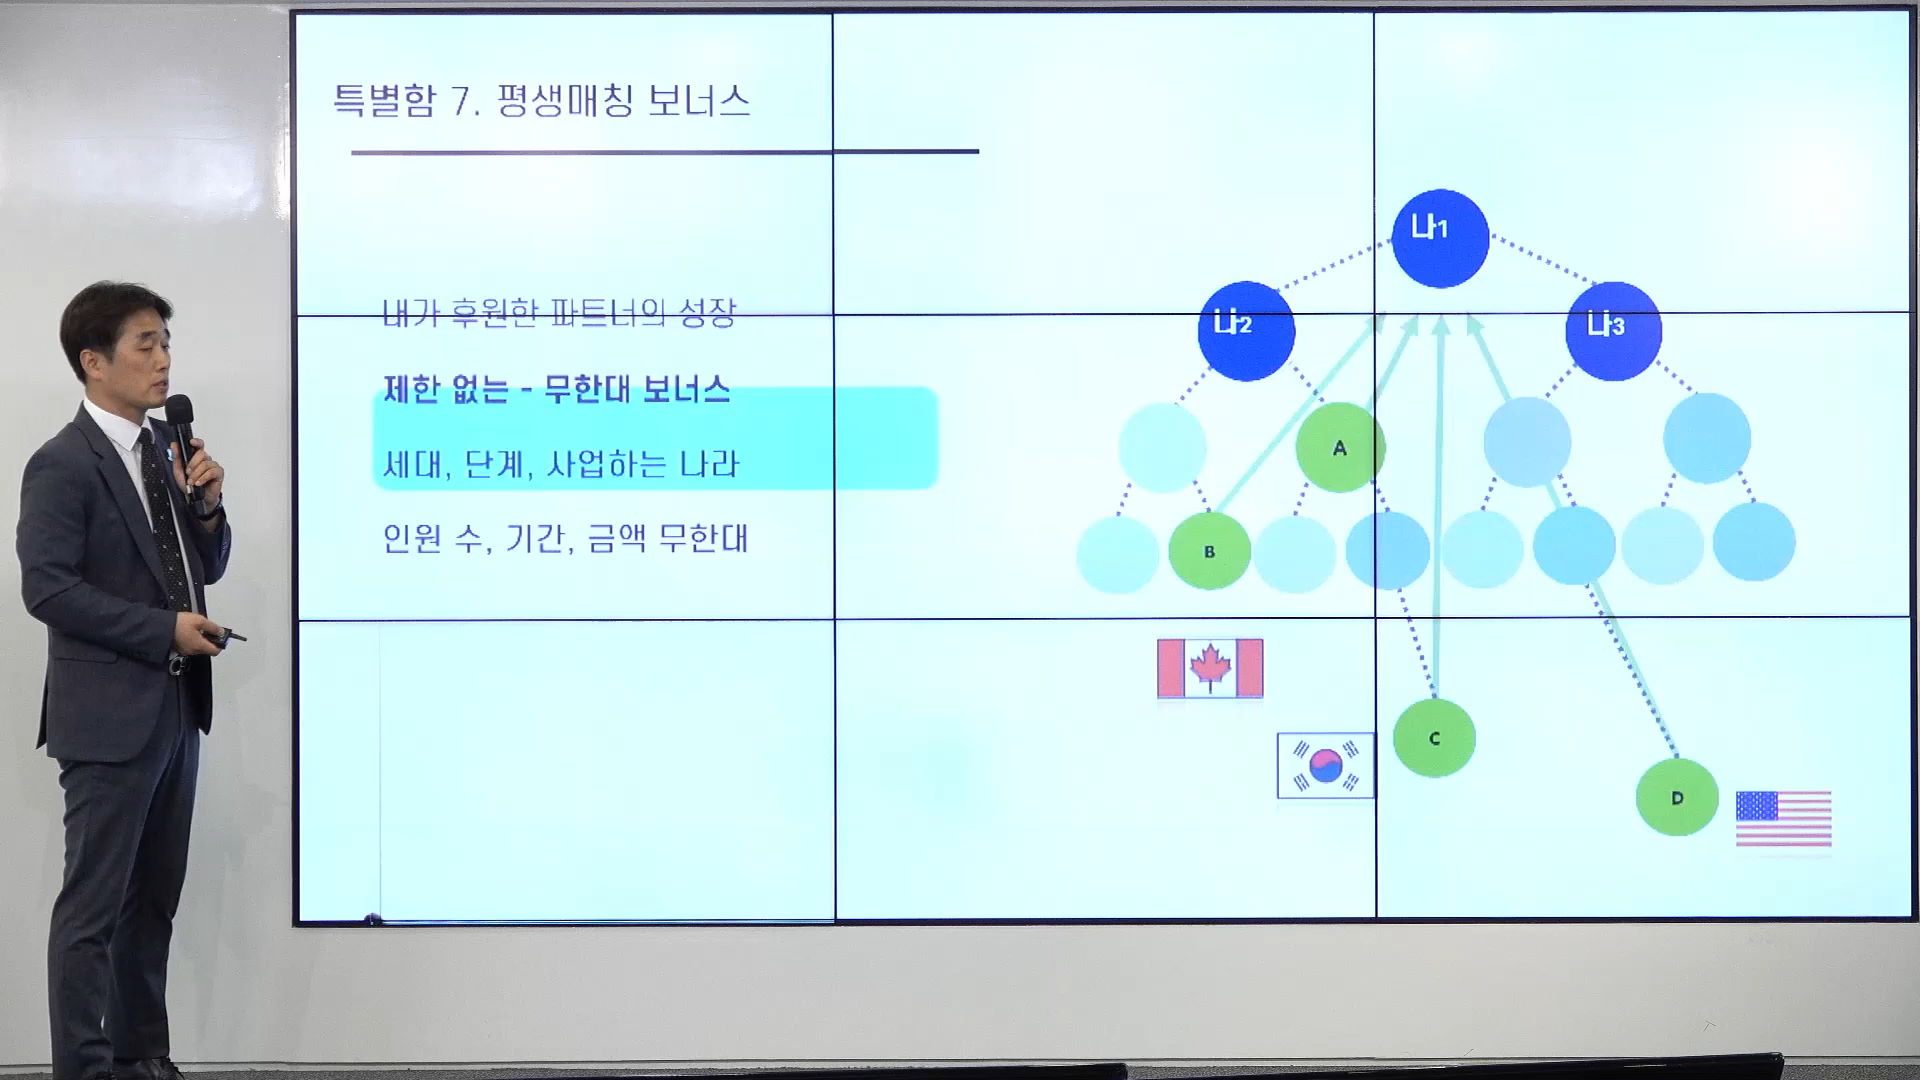 특별함 7. 평생매칭 보너스
내가 후원한 파트너의 성장
제한 없는 - 무한대 보너스
세대, 단계, 사업하는 나라
인원 수, 기간, 금액 무한대
나1
나2
나3
A
B
C
D